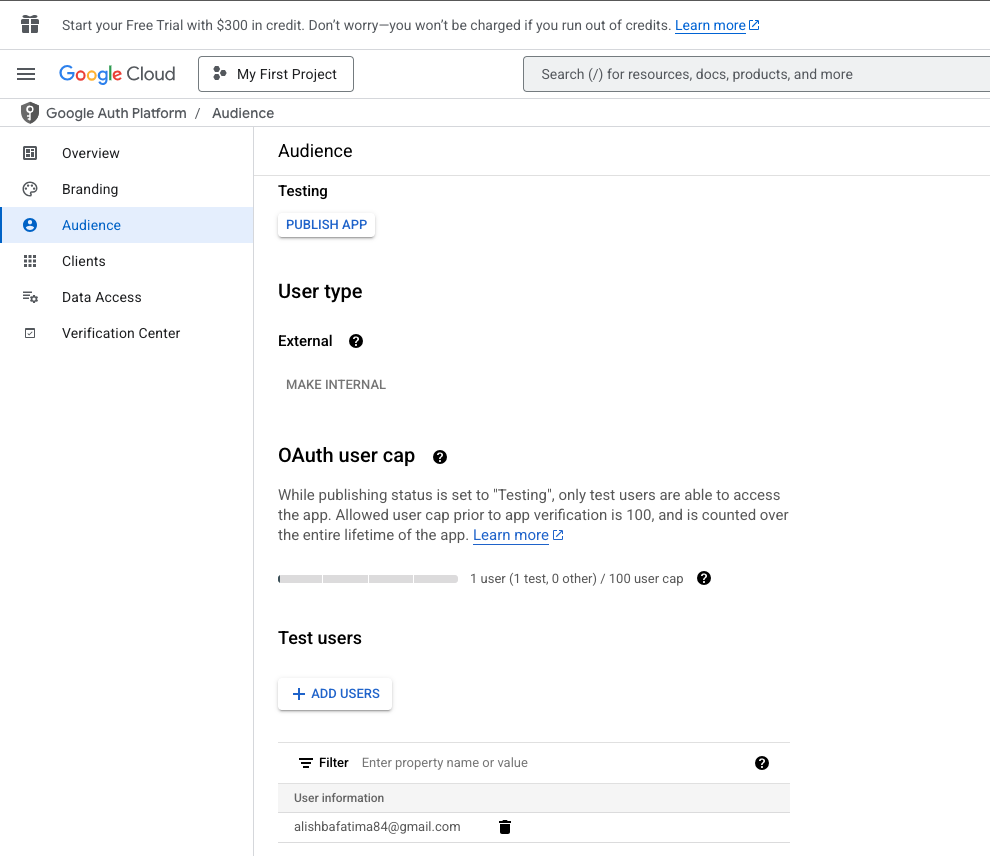 Start your Free Trial with $300 in credit. Don’t worry—you won’t be charged if you run out of credits. Learn more
Google Cloud
My First Project
Search (/) for resources, docs, products, and more
Google Auth Platform / Audience
Overview
Branding
Audience
Clients
Data Access
Verification Center
Audience
Testing
PUBLISH APP
User type
External
MAKE INTERNAL
OAuth user cap
While publishing status is set to "Testing", only test users are able to access
the app. Allowed user cap prior to app verification is 100, and is counted over
the entire lifetime of the app. Learn more
1 user (1 test, 0 other) / 100 user cap
Test users
+ ADD USERS
Filter Enter property name or value
User information
alishbafatima84@gmail.com